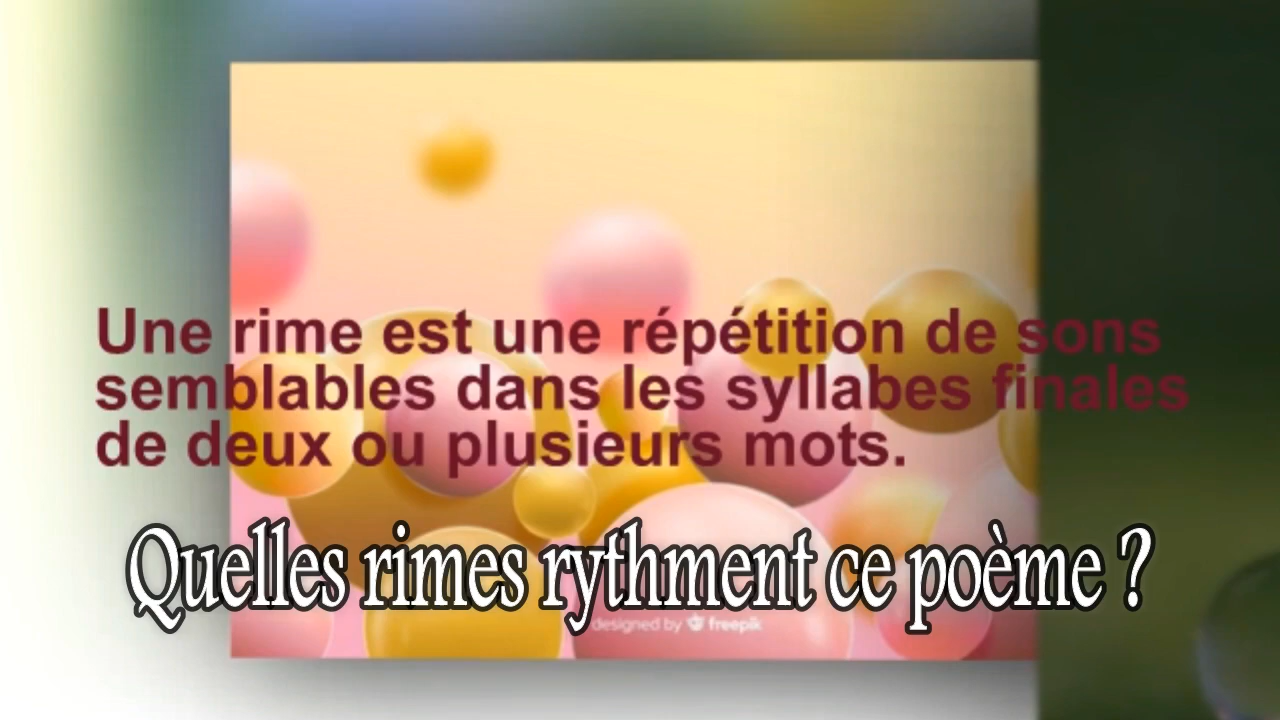 Une rime est une répétition de sons
semblables dans les syllabes finales
de deux ou plusieurs mots.
Quelles rimes rythment ce poème ?
designed by freepik